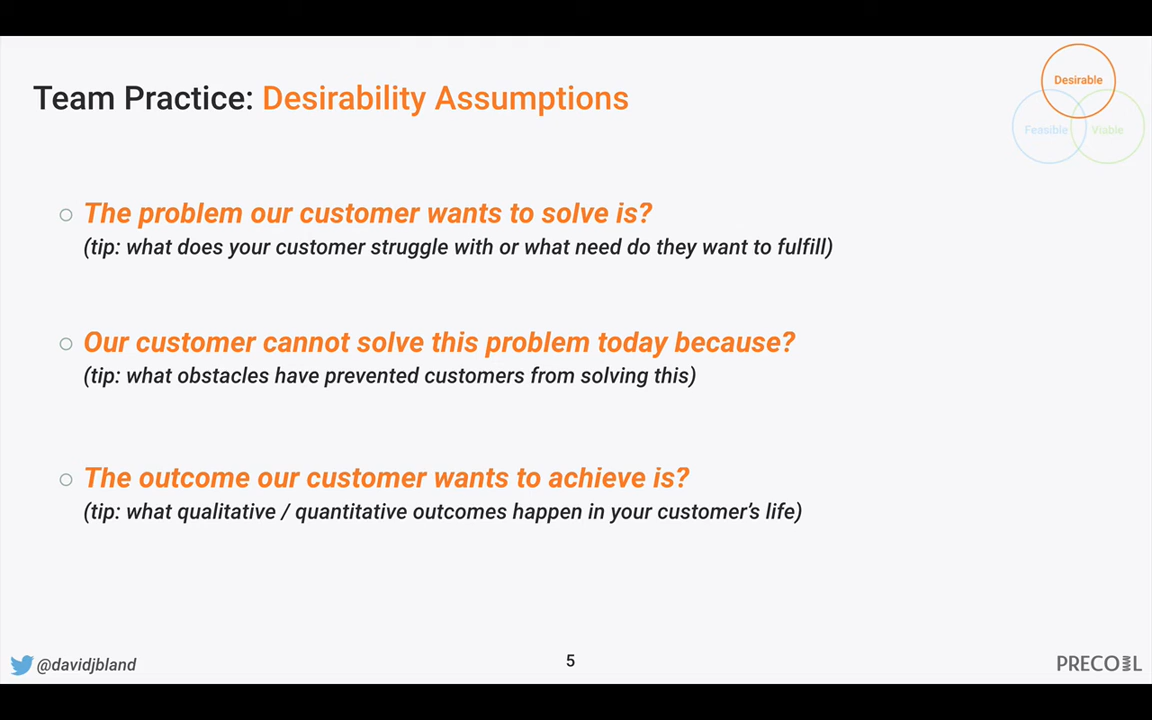 Team Practice: Desirability Assumptions
Desirable
Feasible
Viable
The problem our customer wants to solve is?
(tip: what does your customer struggle with or what need do they want to fulfill)
Our customer cannot solve this problem today because?
(tip: what obstacles have prevented customers from solving this)
The outcome our customer wants to achieve is?
(tip: what qualitative / quantitative outcomes happen in your customer's life)
@davidjbland
5
PRECOIL